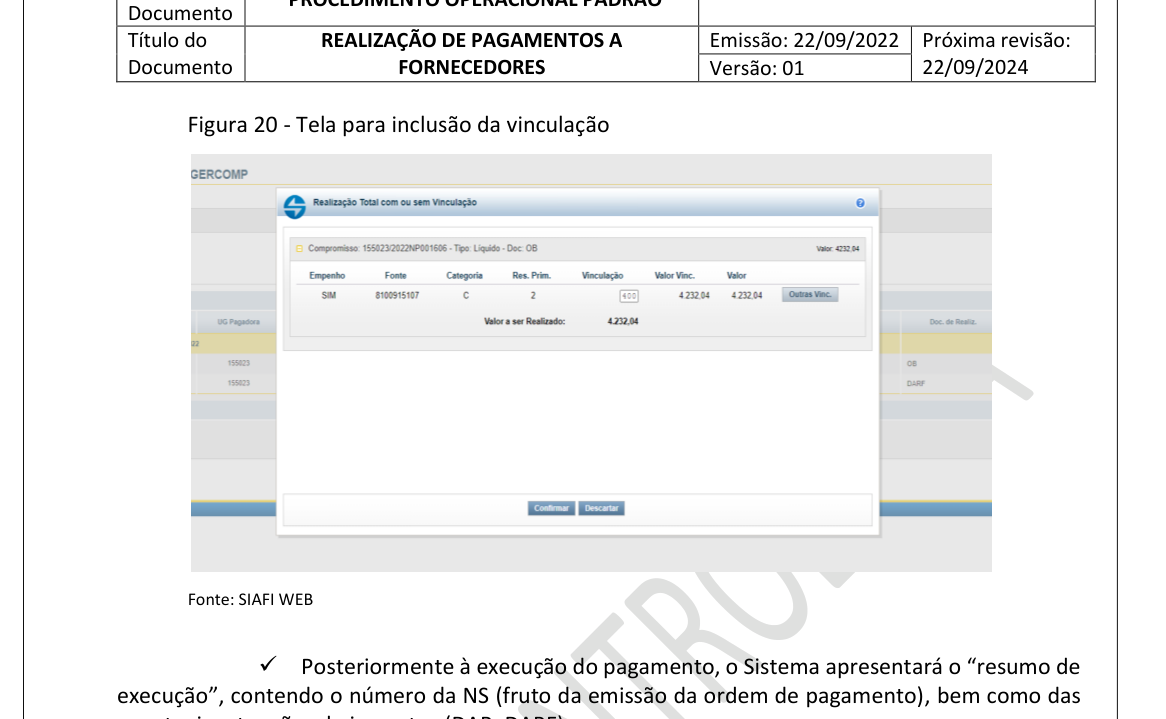 PROCEDIMENTO OPERACIONAL PADRÃO
Documento
Título do
Documento
REALIZAÇÃO DE PAGAMENTOS A
FORNECEDORES
Emissão: 22/09/2022
Versão: 01
Próxima revisão:
22/09/2024
Figura 20 - Tela para inclusão da vinculação
GERCOMP
Realização Total com ou sem Vinculação
Compromisso: 155023/2022NP001606 - Tipo: Líquido - Doc: OB
Valor: 4232,04
Empenho Fonte Categoria Res. Prim. Vinculação Valor Vinc. Valor
SIM 8100915107 C 2 400 4.232,04 4.232,04 Outras Vinc.
Valor a ser Realizado: 4.232,04
UG Pagadora Doc. de Realiz.
22
155023 OB
155023 DARF
Confirmar Descartar
Fonte: SIAFI WEB
✓ Posteriormente à execução do pagamento, o Sistema apresentará o “resumo de
execução”, contendo o número da NS (fruto da emissão da ordem de pagamento), bem como das